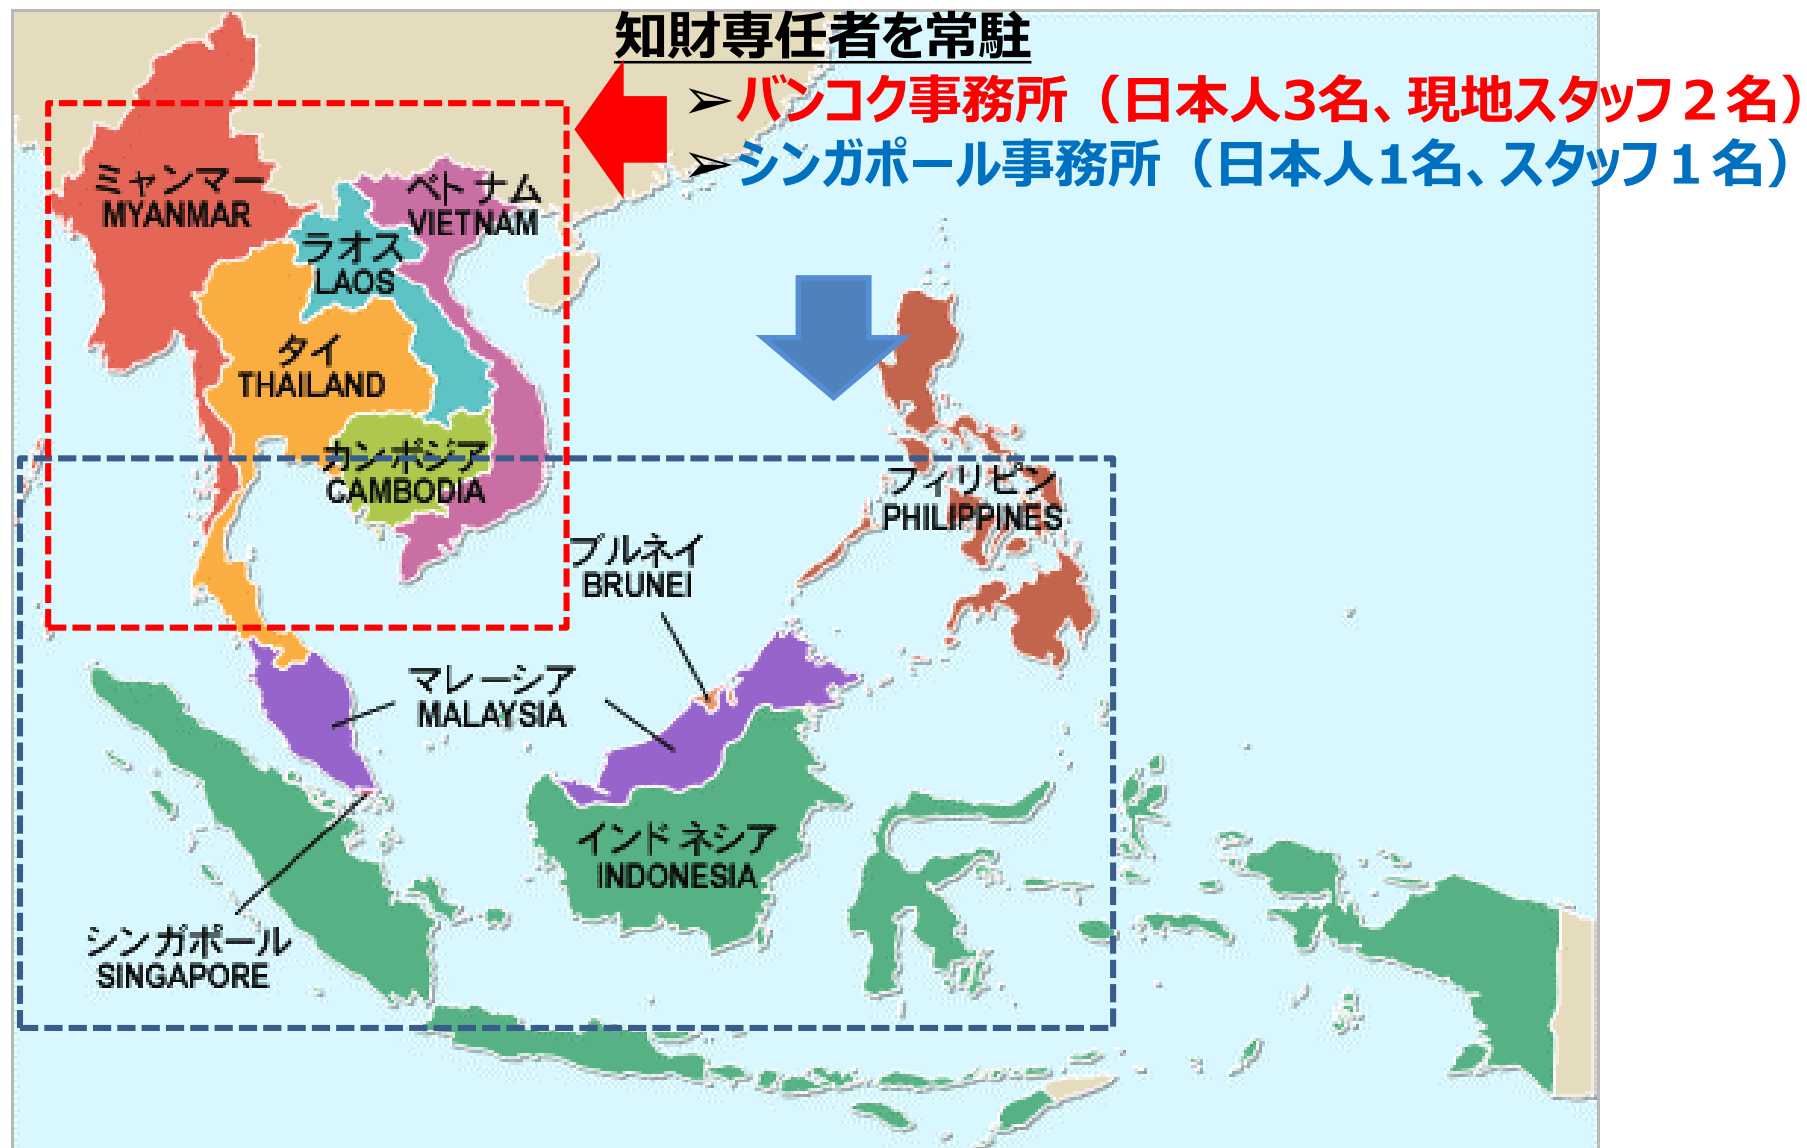 知財専任者を常駐
➢バンコク事務所（日本人3名、現地スタッフ２名）
➢シンガポール事務所（日本人1名、スタッフ１名）
ミャンマー
MYANMAR
ベトナム
VIETNAM
ラオス
LAOS
タイ
THAILAND
カンボジア
CAMBODIA
フィリピン
PHILIPPINES
ブルネイ
BRUNEI
マレーシア
MALAYSIA
インドネシア
INDONESIA
シンガポール
SINGAPORE